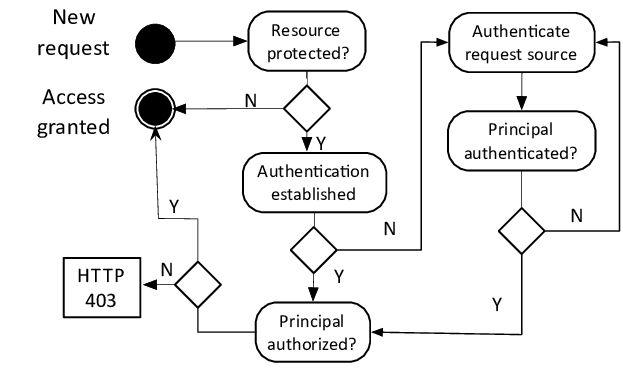 New
request
Resource
protected?
Authenticate
request source
Access
granted
N
Y
Principal
authenticated?
Authentication
established
N
N
Y
Y
Y
HTTP
403
N
Principal
authorized?